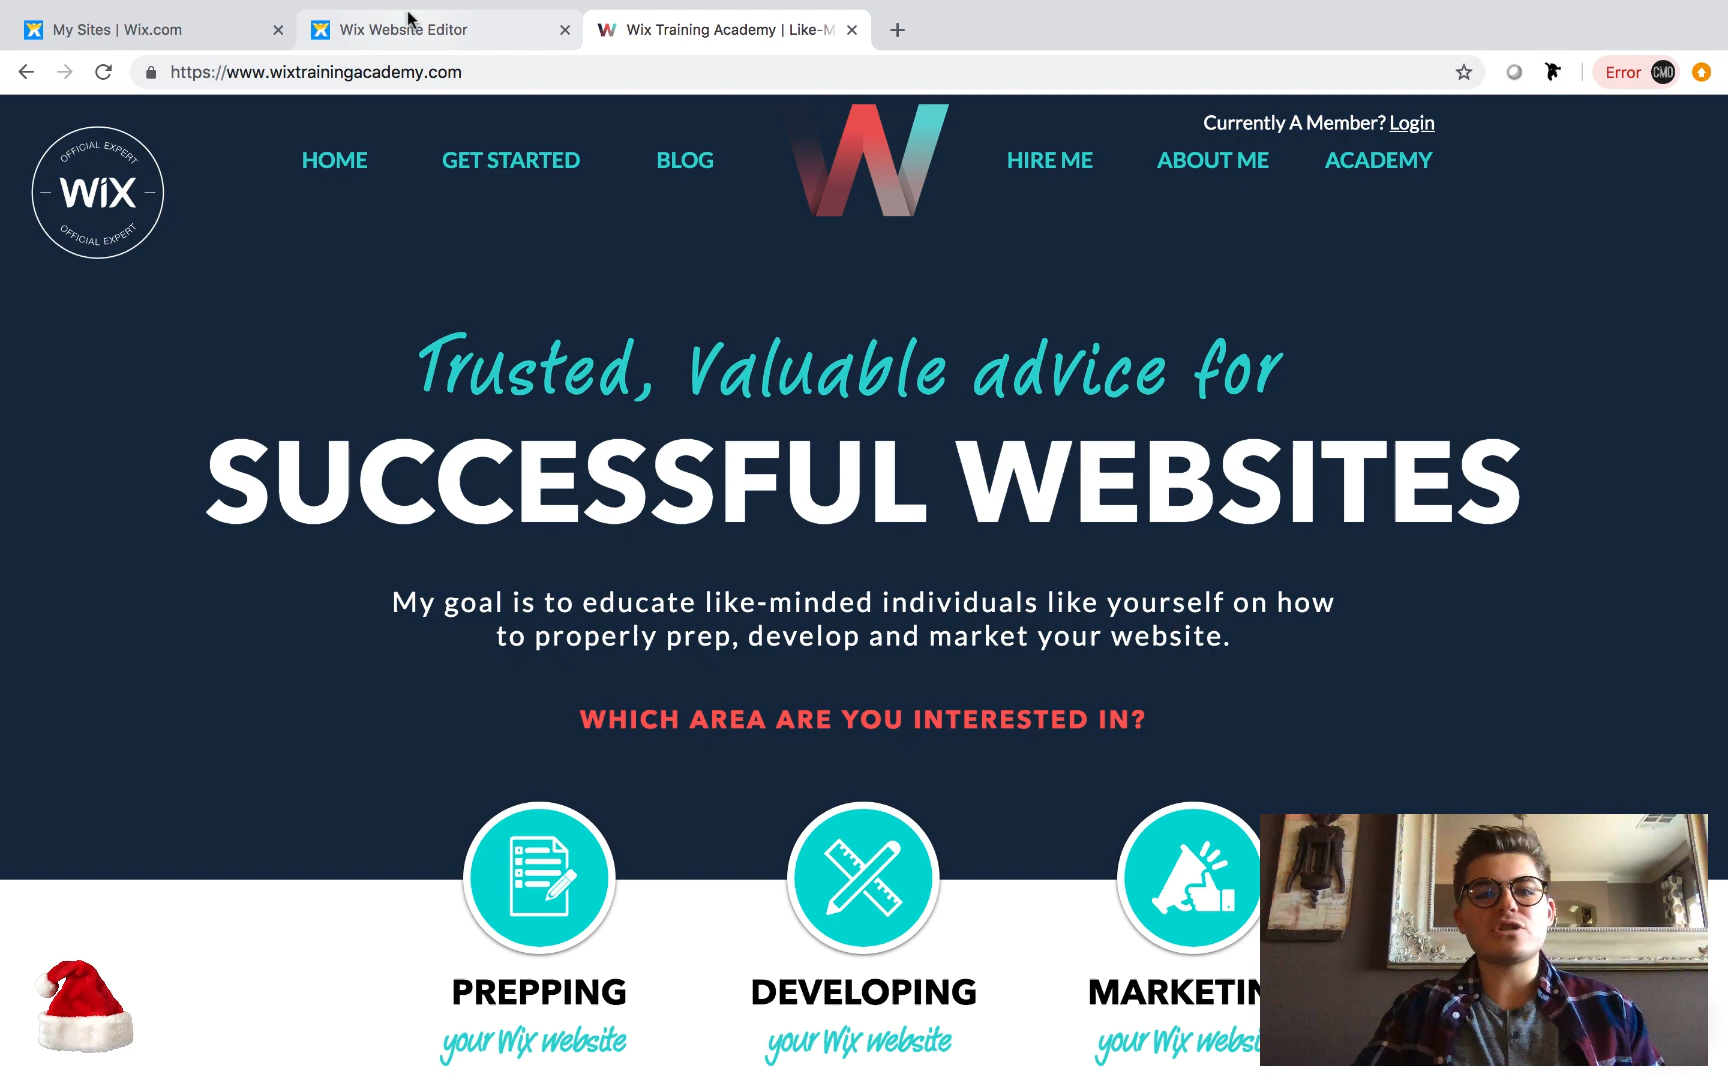 My Sites | Wix.com
Wix Website Editor
Wix Training Academy | Like-M
https://www.wixtrainingacademy.com
Error
CMD
Currently A Member? Login
OFFICIAL EXPERT
WiX
OFFICIAL EXPERT
HOME
GET STARTED
BLOG
W
HIRE ME
ABOUT ME
ACADEMY
Trusted, Valuable advice for
SUCCESSFUL WEBSITES
My goal is to educate like-minded individuals like yourself on how
to properly prep, develop and market your website.
WHICH AREA ARE YOU INTERESTED IN?
PREPPING
your Wix website
DEVELOPING
your Wix website
MARKETIN
your Wix websi